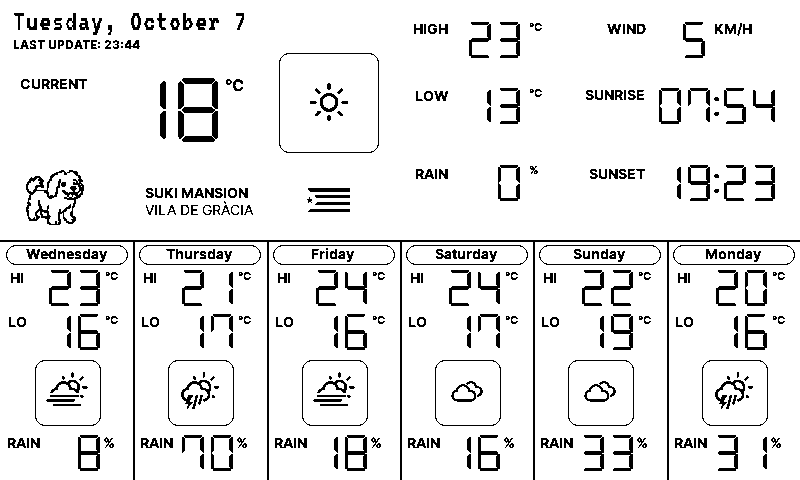 Tuesday, October 7
LAST UPDATE: 23:44
CURRENT 18 °C
SUKI MANSION
VILA DE GRÀCIA
HIGH 23 °C
LOW 13 °C
RAIN 0 %
WIND 5 KM/H
SUNRISE 07:54
SUNSET 19:23
Wednesday
HI 23 °C
LO 16 °C
RAIN 8 %
Thursday
HI 21 °C
LO 17 °C
RAIN 70 %
Friday
HI 24 °C
LO 16 °C
RAIN 18 %
Saturday
HI 24 °C
LO 17 °C
RAIN 16 %
Sunday
HI 22 °C
LO 19 °C
RAIN 33 %
Monday
HI 20 °C
LO 16 °C
RAIN 31 %